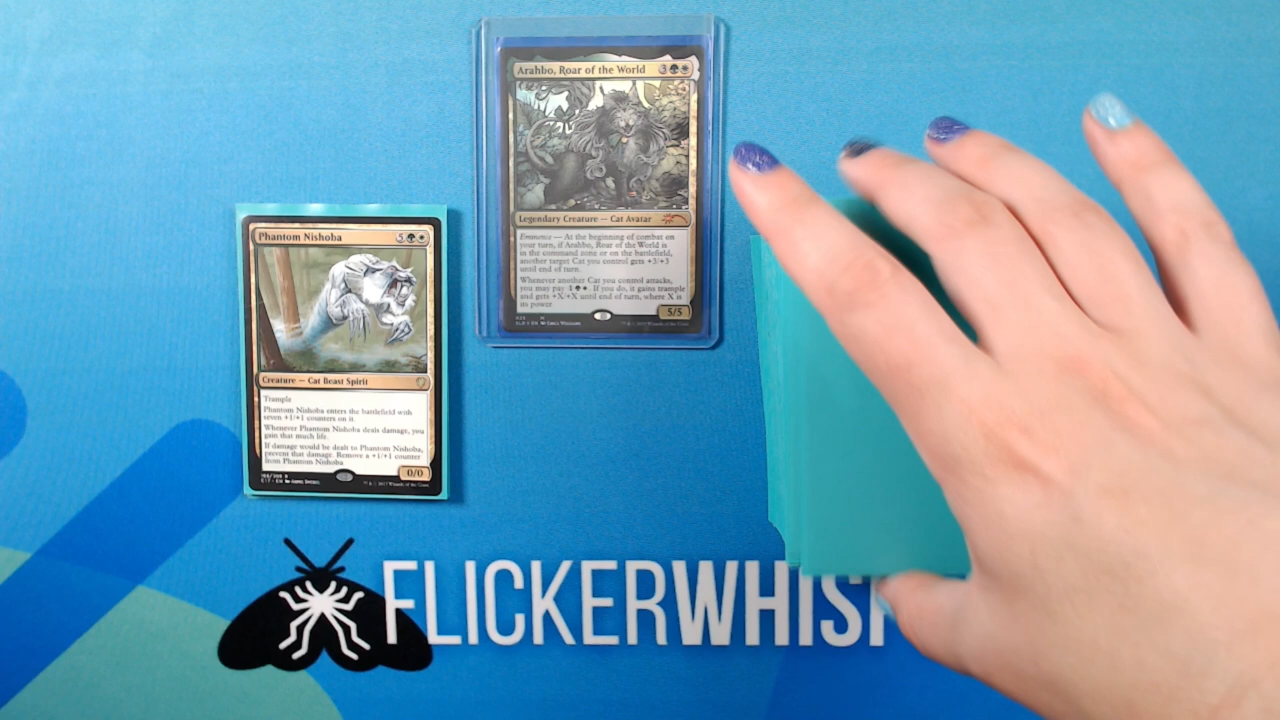 Arahbo, Roar of the World 3
Legendary Creature — Cat Avatar
Eminence — At the beginning of combat on
your turn, if Arahbo, Roar of the World is
in the command zone or on the battlefield,
another target Cat you control gets +3/+3
until end of turn.
Whenever another Cat you control attacks,
you may pay 1. If you do, it gains trample
and gets +X/+X until end of turn, where X is
its power.
5/5
Phantom Nishoba 5
Creature — Cat Beast Spirit
Trample
Phantom Nishoba enters the battlefield with
seven +1/+1 counters on it.
Whenever Phantom Nishoba deals damage, you
gain that much life.
If damage would be dealt to Phantom Nishoba,
prevent that damage. Remove a +1/+1 counter
from Phantom Nishoba.
0/0
FLICKERWHISP